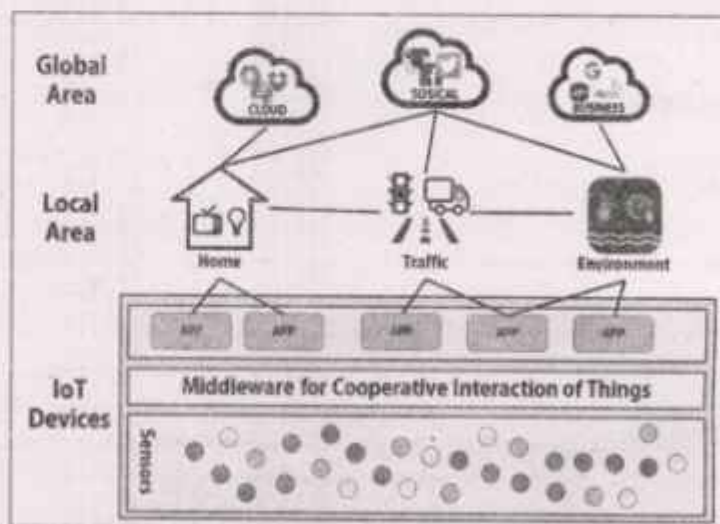 Global
Area
CLOUD
SOSICAL
BUSINESS
Local
Area
Home
Traffic
Environment
APP
APP
APP
APP
APP
IoT
Devices
Middleware for Cooperative Interaction of Things
Sensors